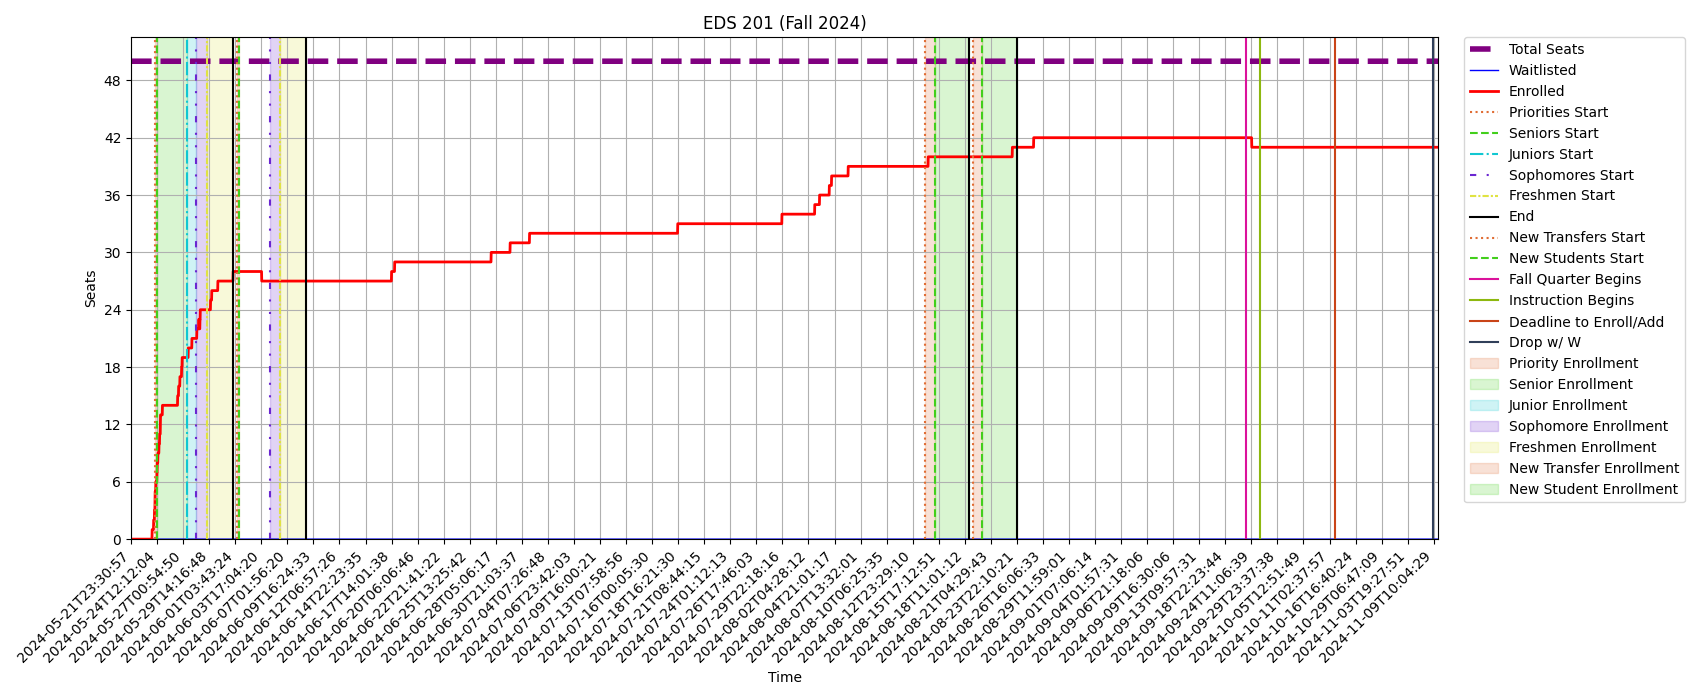 EDS 201 (Fall 2024)
Seats
48
42
36
30
24
18
12
6
0
2024-05-21T23:30:57
2024-05-24T12:12:04
2024-05-27T00:54:50
2024-05-29T14:16:48
2024-06-01T03:43:24
2024-06-03T17:04:20
2024-06-07T01:56:20
2024-06-09T16:24:33
2024-06-12T06:57:26
2024-06-14T22:23:35
2024-06-17T14:01:38
2024-06-20T06:06:46
2024-06-22T21:41:22
2024-06-25T13:25:42
2024-06-28T05:06:17
2024-06-30T21:03:37
2024-07-04T07:26:48
2024-07-06T23:42:03
2024-07-09T16:00:21
2024-07-13T07:58:56
2024-07-16T00:05:30
2024-07-18T16:21:30
2024-07-21T08:44:15
2024-07-24T01:12:13
2024-07-26T17:46:03
2024-07-29T22:18:16
2024-08-02T04:28:12
2024-08-04T21:01:17
2024-08-07T13:32:01
2024-08-10T06:25:35
2024-08-12T23:29:10
2024-08-15T17:12:51
2024-08-18T11:01:12
2024-08-21T04:29:43
2024-08-23T22:10:21
2024-08-26T16:06:33
2024-08-29T11:59:01
2024-09-01T07:06:14
2024-09-04T01:57:31
2024-09-06T21:18:06
2024-09-09T16:30:06
2024-09-13T09:57:31
2024-09-18T22:23:44
2024-09-24T11:06:39
2024-09-29T23:37:38
2024-10-05T12:51:49
2024-10-11T02:37:57
2024-10-16T16:40:24
2024-10-29T06:47:09
2024-11-03T19:27:51
2024-11-09T10:04:29
Time
Total Seats
Waitlisted
Enrolled
Priorities Start
Seniors Start
Juniors Start
Sophomores Start
Freshmen Start
End
New Transfers Start
New Students Start
Fall Quarter Begins
Instruction Begins
Deadline to Enroll/Add
Drop w/ W
Priority Enrollment
Senior Enrollment
Junior Enrollment
Sophomore Enrollment
Freshmen Enrollment
New Transfer Enrollment
New Student Enrollment